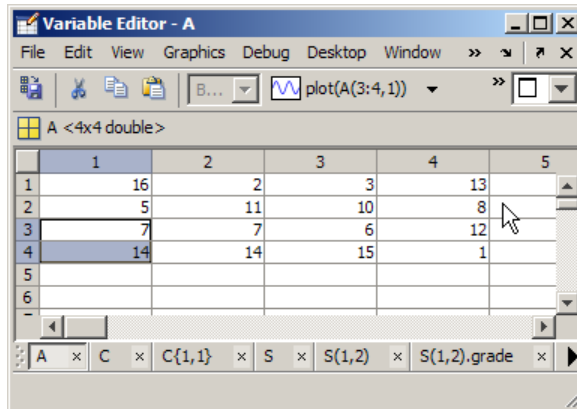 Variable Editor - A
File Edit View Graphics Debug Desktop Window » 
B... plot(A(3:4,1)) »
A <4x4 double>
1 2 3 4 5
1 16 2 3 13
2 5 11 10 8
3 7 7 6 12
4 14 14 15 1
5
6
A C C{1,1} S S(1,2) S(1,2).grade